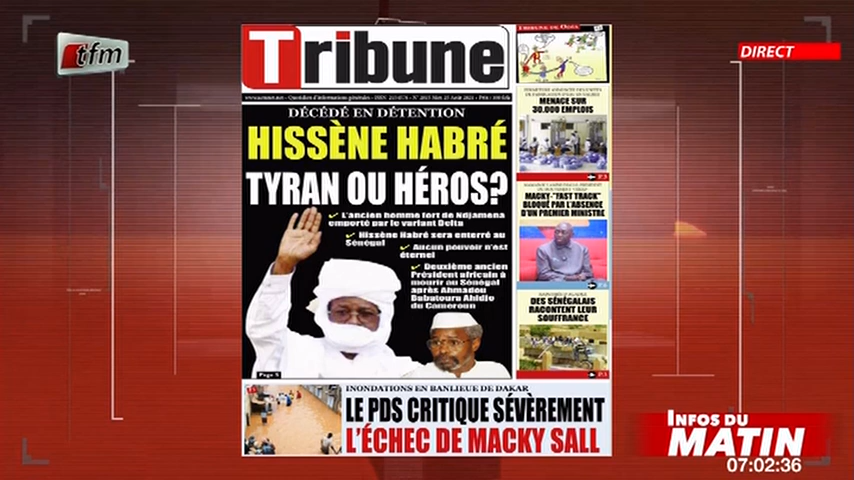 tfm
DIRECT
Tribune
DÉCÉDÉ EN DÉTENTION
HISSÈNE HABRÉ
TYRAN OU HÉROS?
✓ L'ancien homme fort de Ndjamena
emporté par le variant Delta
✓ Hissène Habré sera enterré au
Sénégal
✓ Aucun pouvoir n'est
éternel
✓ Deuxième ancien
Président africain à
mourir au Sénégal
après Ahmadou
Babatoura Ahidjo
du Cameroun
Page 5
MENACE SUR
30.000 EMPLOIS
P.3
MACKY-"FAST TRACK"
BLOQUÉ PAR L'ABSENCE
D'UN PREMIER MINISTRE
DES SÉNÉGALAIS
RACONTENT LEUR
SOUFFRANCE
INONDATIONS EN BANLIEUE DE DAKAR
LE PDS CRITIQUE SÉVÈREMENT
L'ÉCHEC DE MACKY SALL
INFOS DU
MATIN
07:02:36